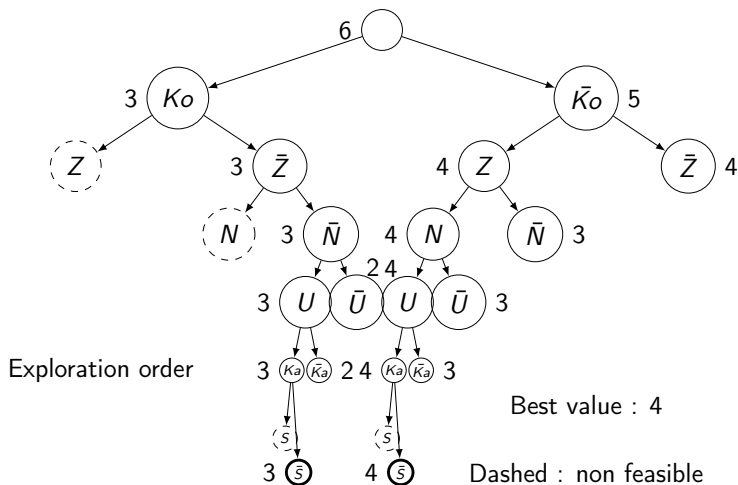 6
3 Ko K̄o 5
Z 3 Z̄ 4 Z Z̄ 4
N 3 N̄ 4 N N̄ 3
2 4
3 U Ū U Ū 3
Exploration order 3 Ka K̄a 2 4 Ka K̄a 3
Best value : 4
S S
3 S̄ 4 S̄ Dashed : non feasible